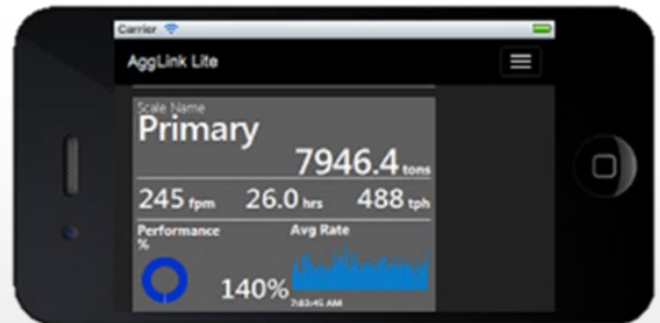 Carrier
AggLink Lite
Scale Name
Primary
7946.4 tons
245 fpm 26.0 hrs 488 tph
Performance Avg Rate
%
140%
7:03:45 AM